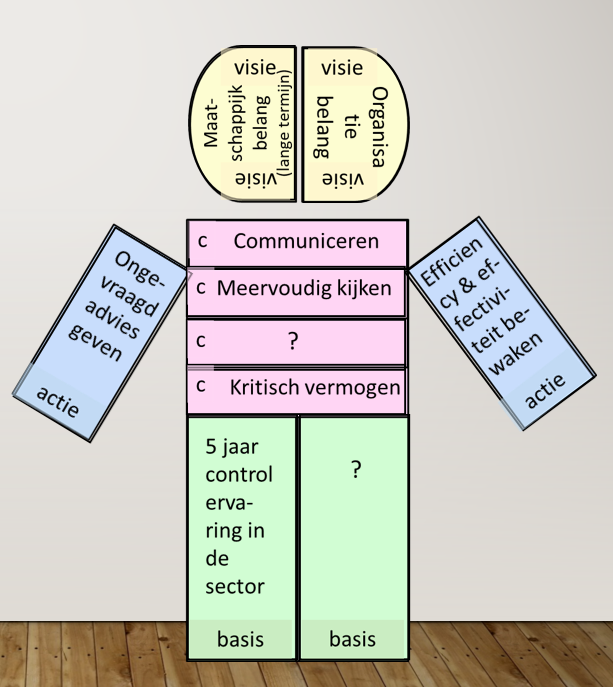 visie
Maat-
schappijk
belang
(lange termijn)
visie
visie
Organisa
tie
belang
visie
Onge-
vraagd
advies
geven
actie
c Communiceren
c Meervoudig kijken
c ?
c Kritisch vermogen
Efficien
cy & ef-
fectivi-
teit be-
waken
actie
5 jaar
control
erva-
ring in
de
sector
basis
?
basis